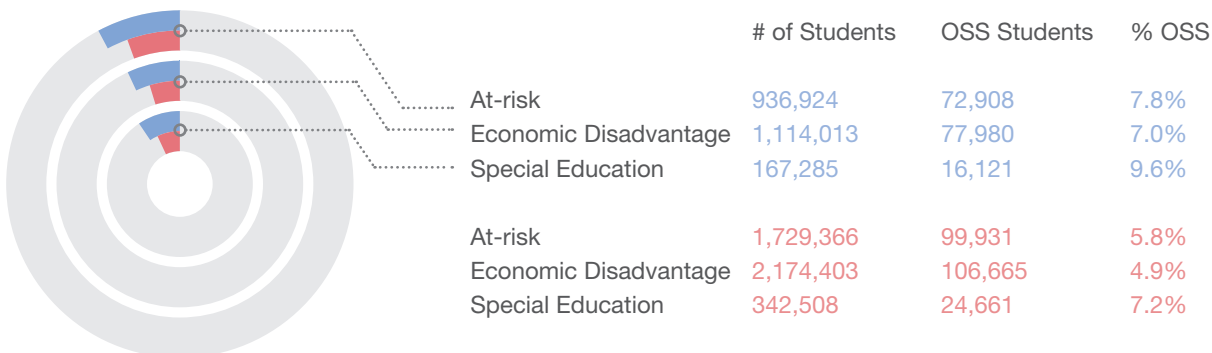 # of Students OSS Students % OSS
At-risk 936,924 72,908 7.8%
Economic Disadvantage 1,114,013 77,980 7.0%
Special Education 167,285 16,121 9.6%
At-risk 1,729,366 99,931 5.8%
Economic Disadvantage 2,174,403 106,665 4.9%
Special Education 342,508 24,661 7.2%